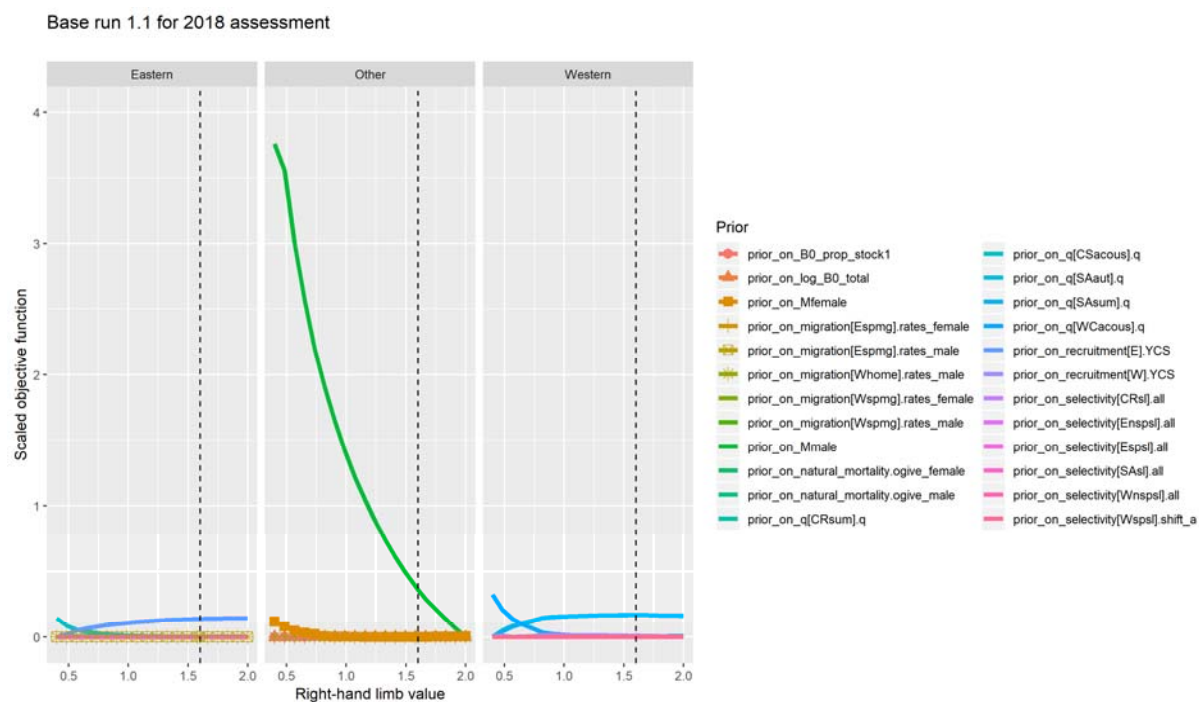 Base run 1.1 for 2018 assessment
Eastern Other Western
4
3
2
1
0
Scaled objective function
0.5 1.0 1.5 2.0 0.5 1.0 1.5 2.0 0.5 1.0 1.5 2.0
Right-hand limb value
Prior
prior_on_B0_prop_stock1
prior_on_log_B0_total
prior_on_Mfemale
prior_on_migration[Espmg].rates_female
prior_on_migration[Espmg].rates_male
prior_on_migration[Whome].rates_male
prior_on_migration[Wspmg].rates_female
prior_on_migration[Wspmg].rates_male
prior_on_Mmale
prior_on_natural_mortality.ogive_female
prior_on_natural_mortality.ogive_male
prior_on_q[CRsum].q
prior_on_q[CSacous].q
prior_on_q[SAaut].q
prior_on_q[SAsum].q
prior_on_q[WCacous].q
prior_on_recruitment[E].YCS
prior_on_recruitment[W].YCS
prior_on_selectivity[CRsl].all
prior_on_selectivity[Enspsl].all
prior_on_selectivity[Espsl].all
prior_on_selectivity[SAsl].all
prior_on_selectivity[Wnspsl].all
prior_on_selectivity[Wspsl].shift_a